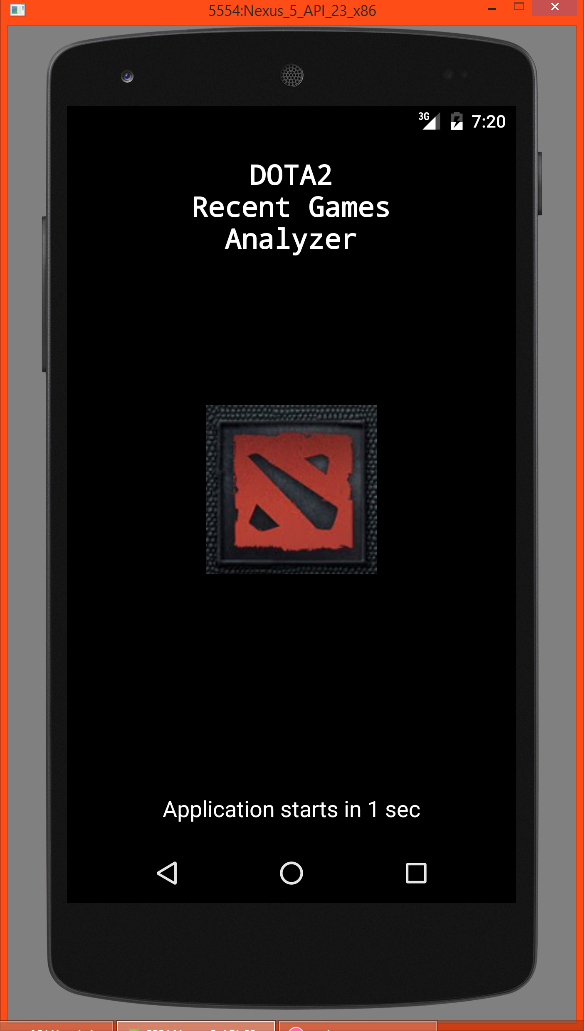 5554:Nexus_5_API_23_x86
3G 7:20
DOTA2
Recent Games
Analyzer
Application starts in 1 sec